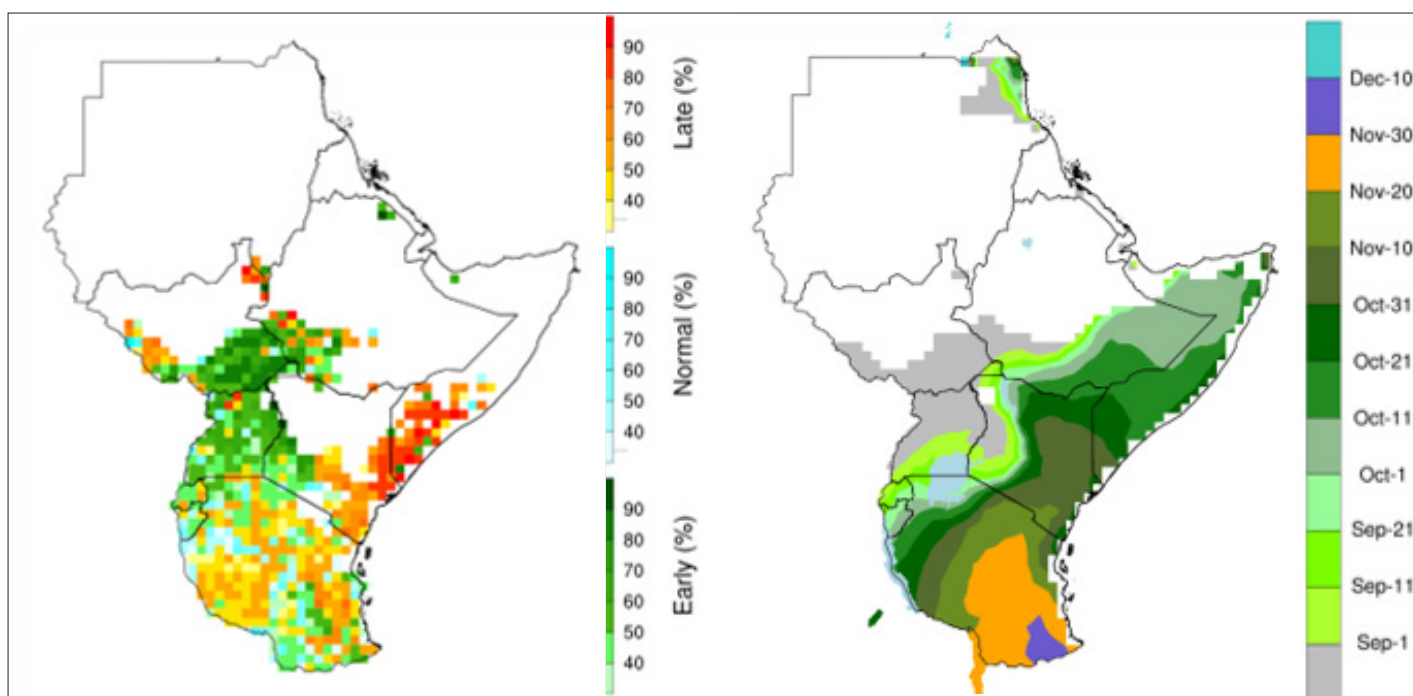 90
80
70
60
50
40
Late (%)
90
80
70
60
50
40
Normal (%)
90
80
70
60
50
40
Early (%)
Dec-10
Nov-30
Nov-20
Nov-10
Oct-31
Oct-21
Oct-11
Oct-1
Sep-21
Sep-11
Sep-1